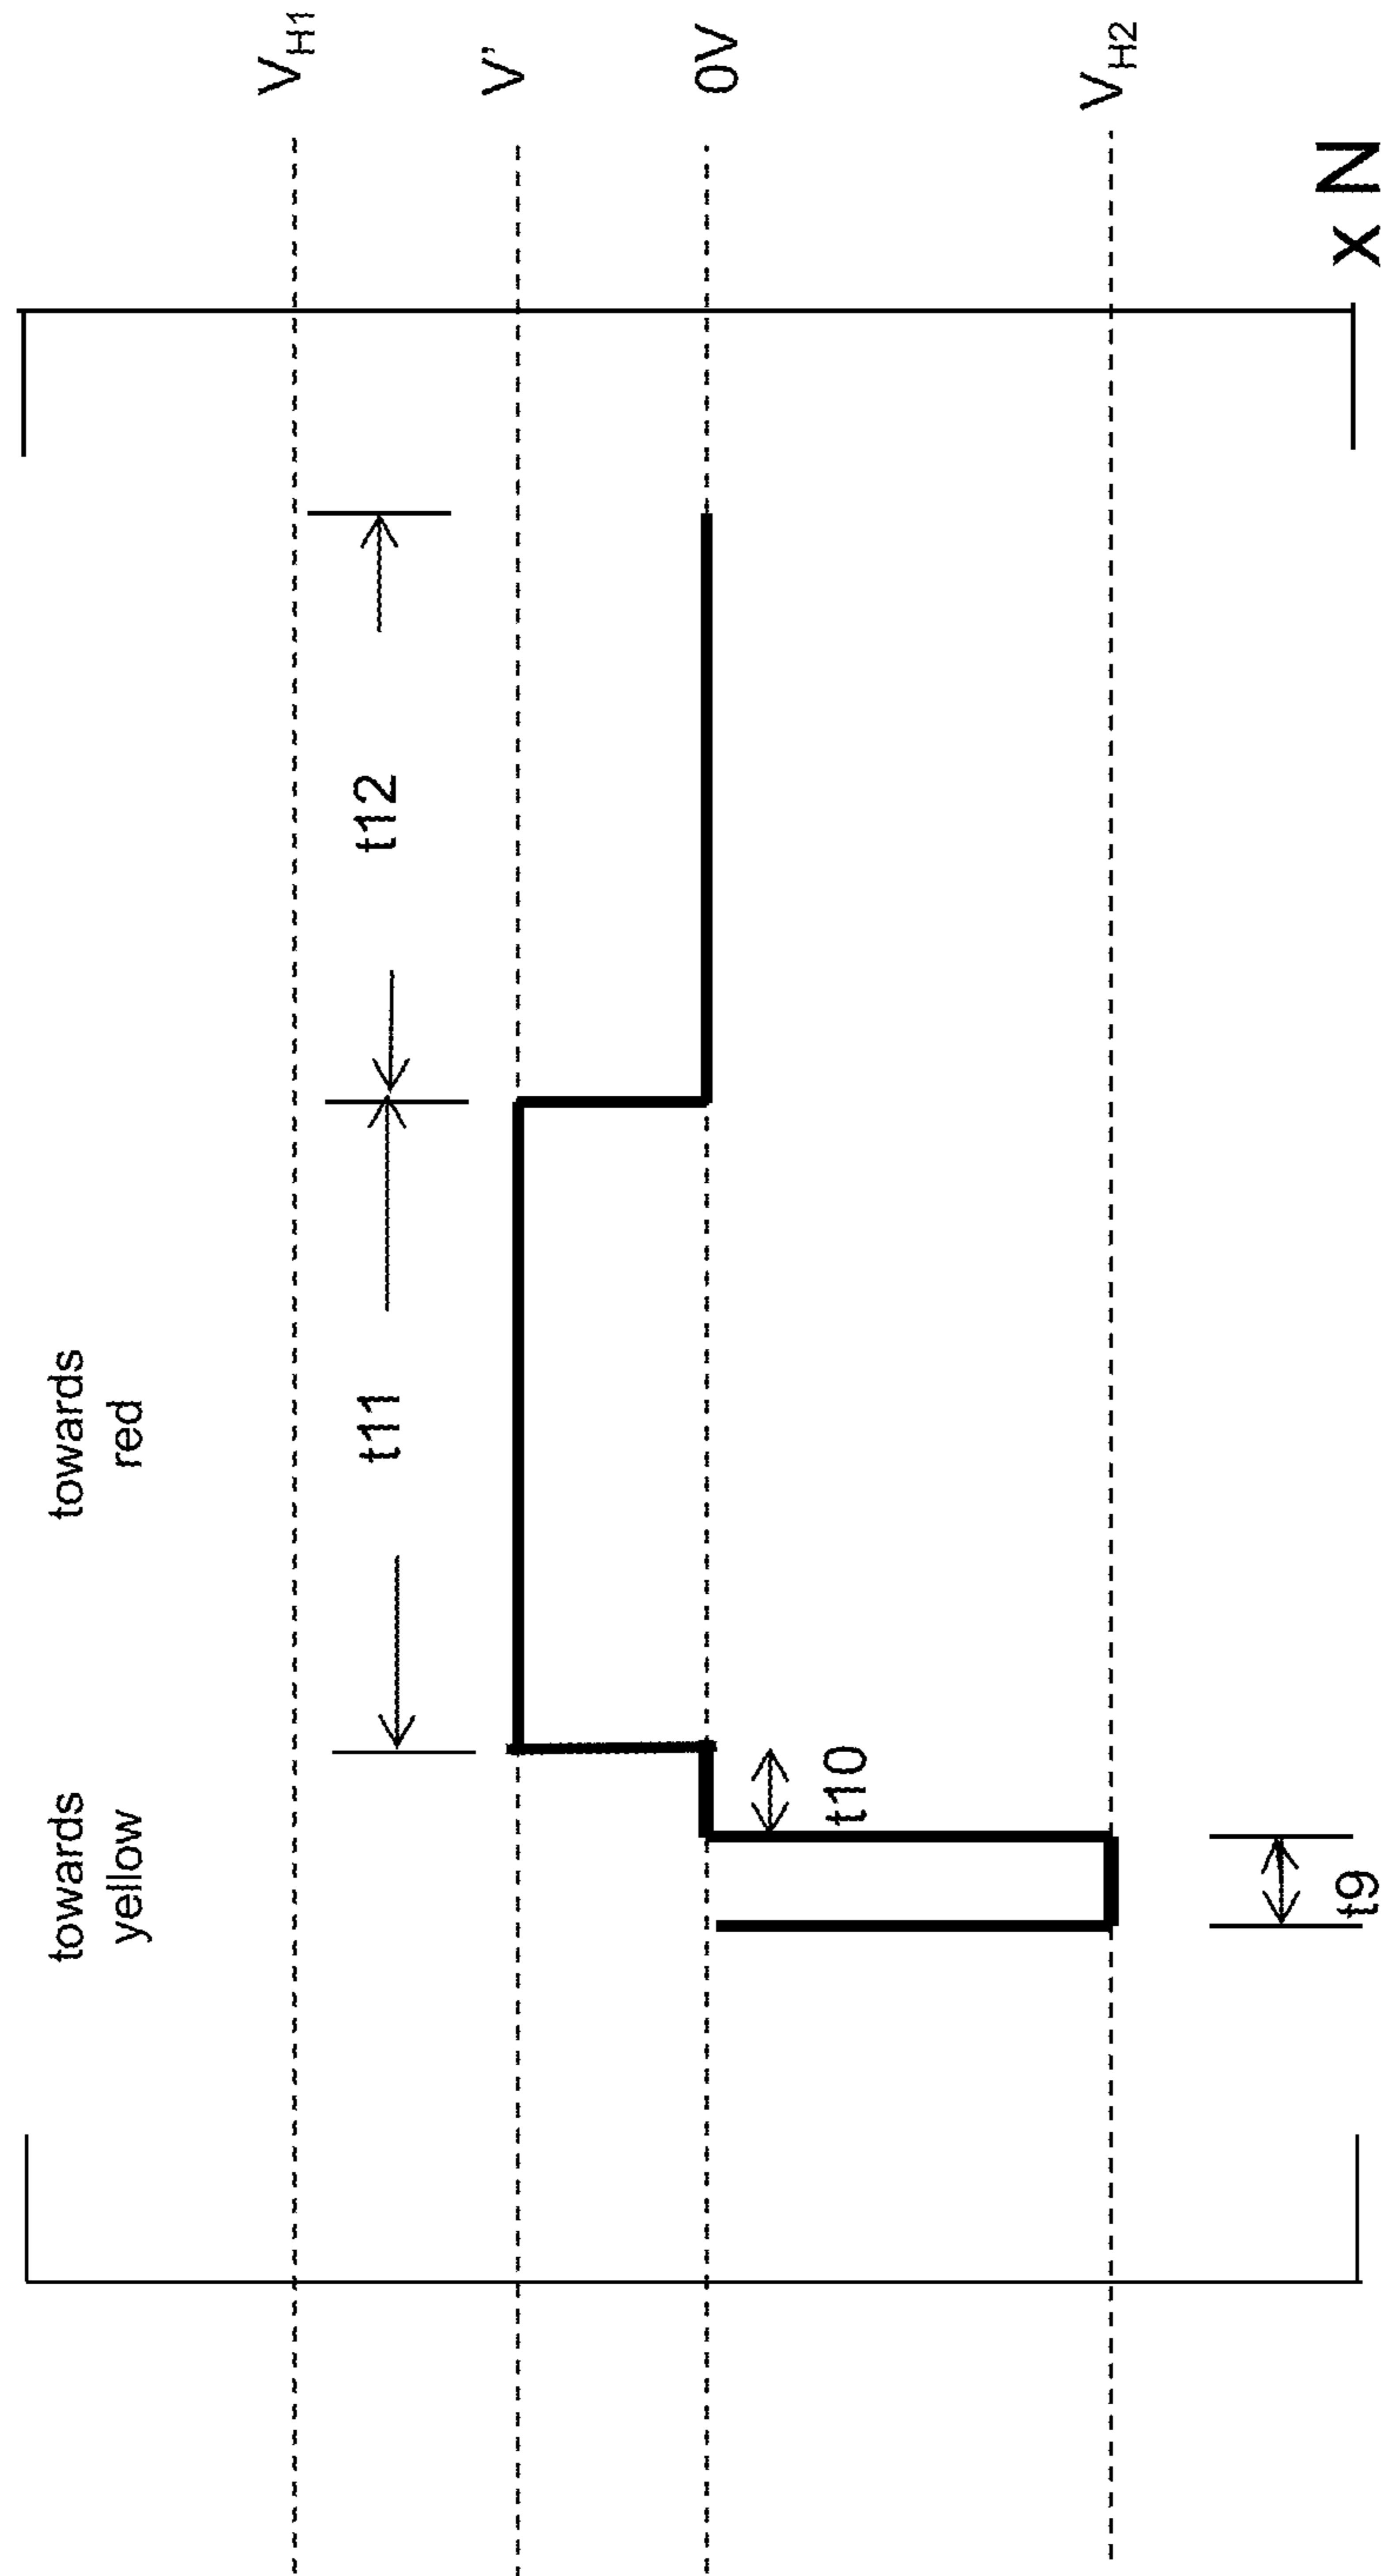 towards
yellow
towards
red
V_H1
t11
t12
V’
0V
t10
V_H2
t9
x N